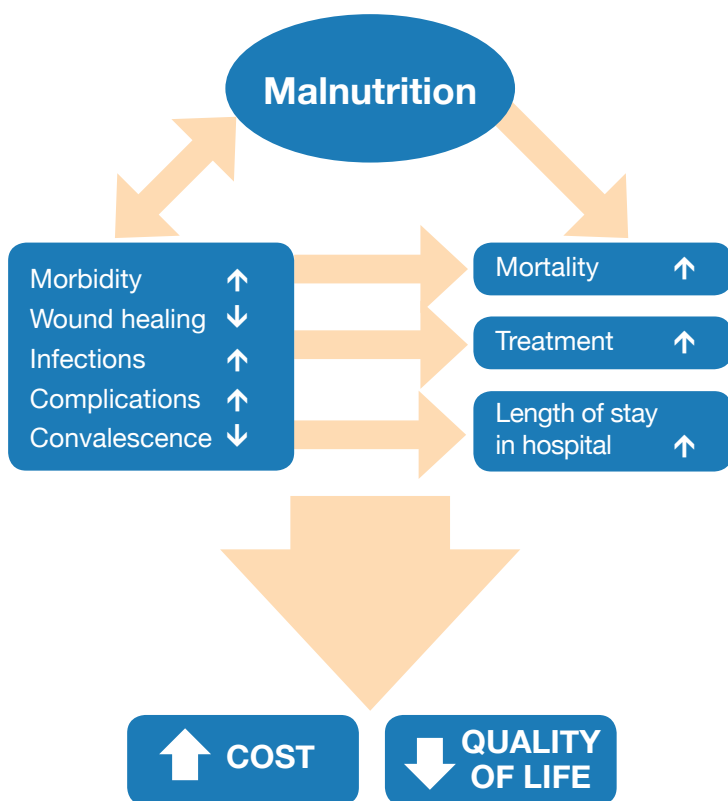 Malnutrition
Morbidity ↑
Wound healing ↓
Infections ↑
Complications ↑
Convalescence ↓
Mortality ↑
Treatment ↑
Length of stay
in hospital ↑
↑ COST
↓ QUALITY
OF LIFE